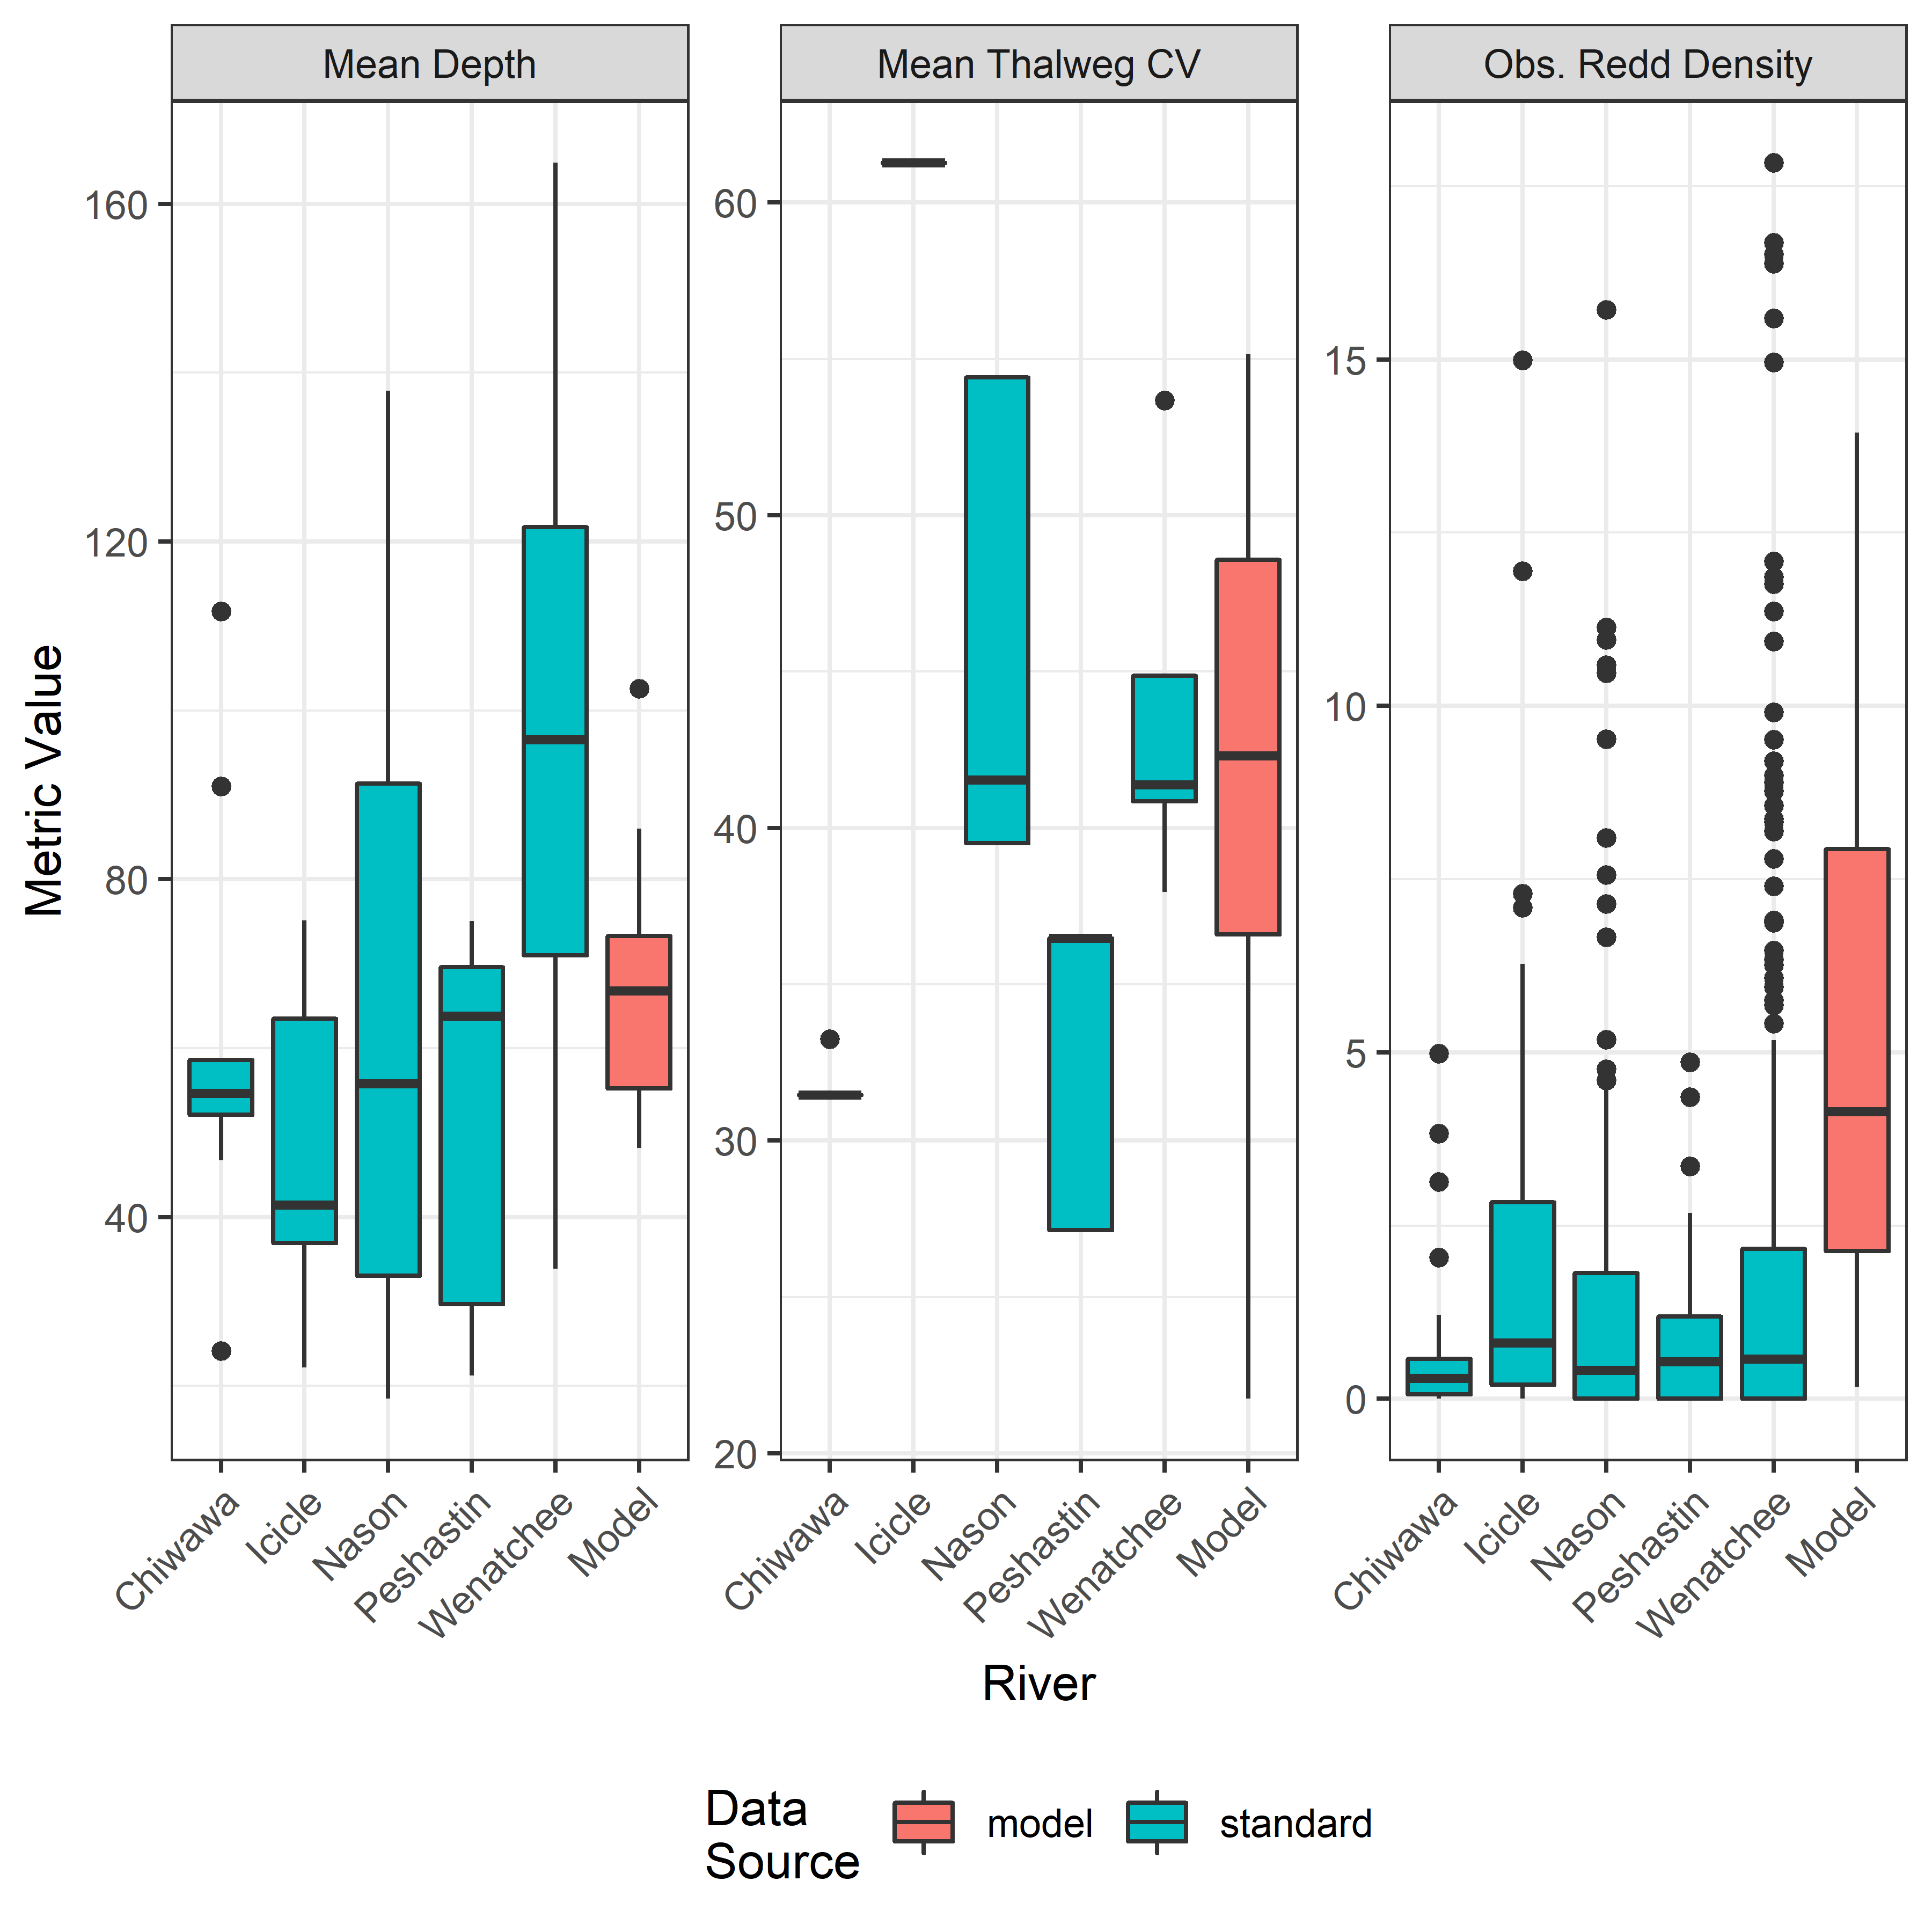 Mean Depth
Mean Thalweg CV
Obs. Redd Density
Metric Value
160
120
80
40
60
50
40
30
20
15
10
5
0
Chiwawa
Icicle
Nason
Peshastin
Wenatchee
Model
Chiwawa
Icicle
Nason
Peshastin
Wenatchee
Model
Chiwawa
Icicle
Nason
Peshastin
Wenatchee
Model
River
Data
Source
model
standard